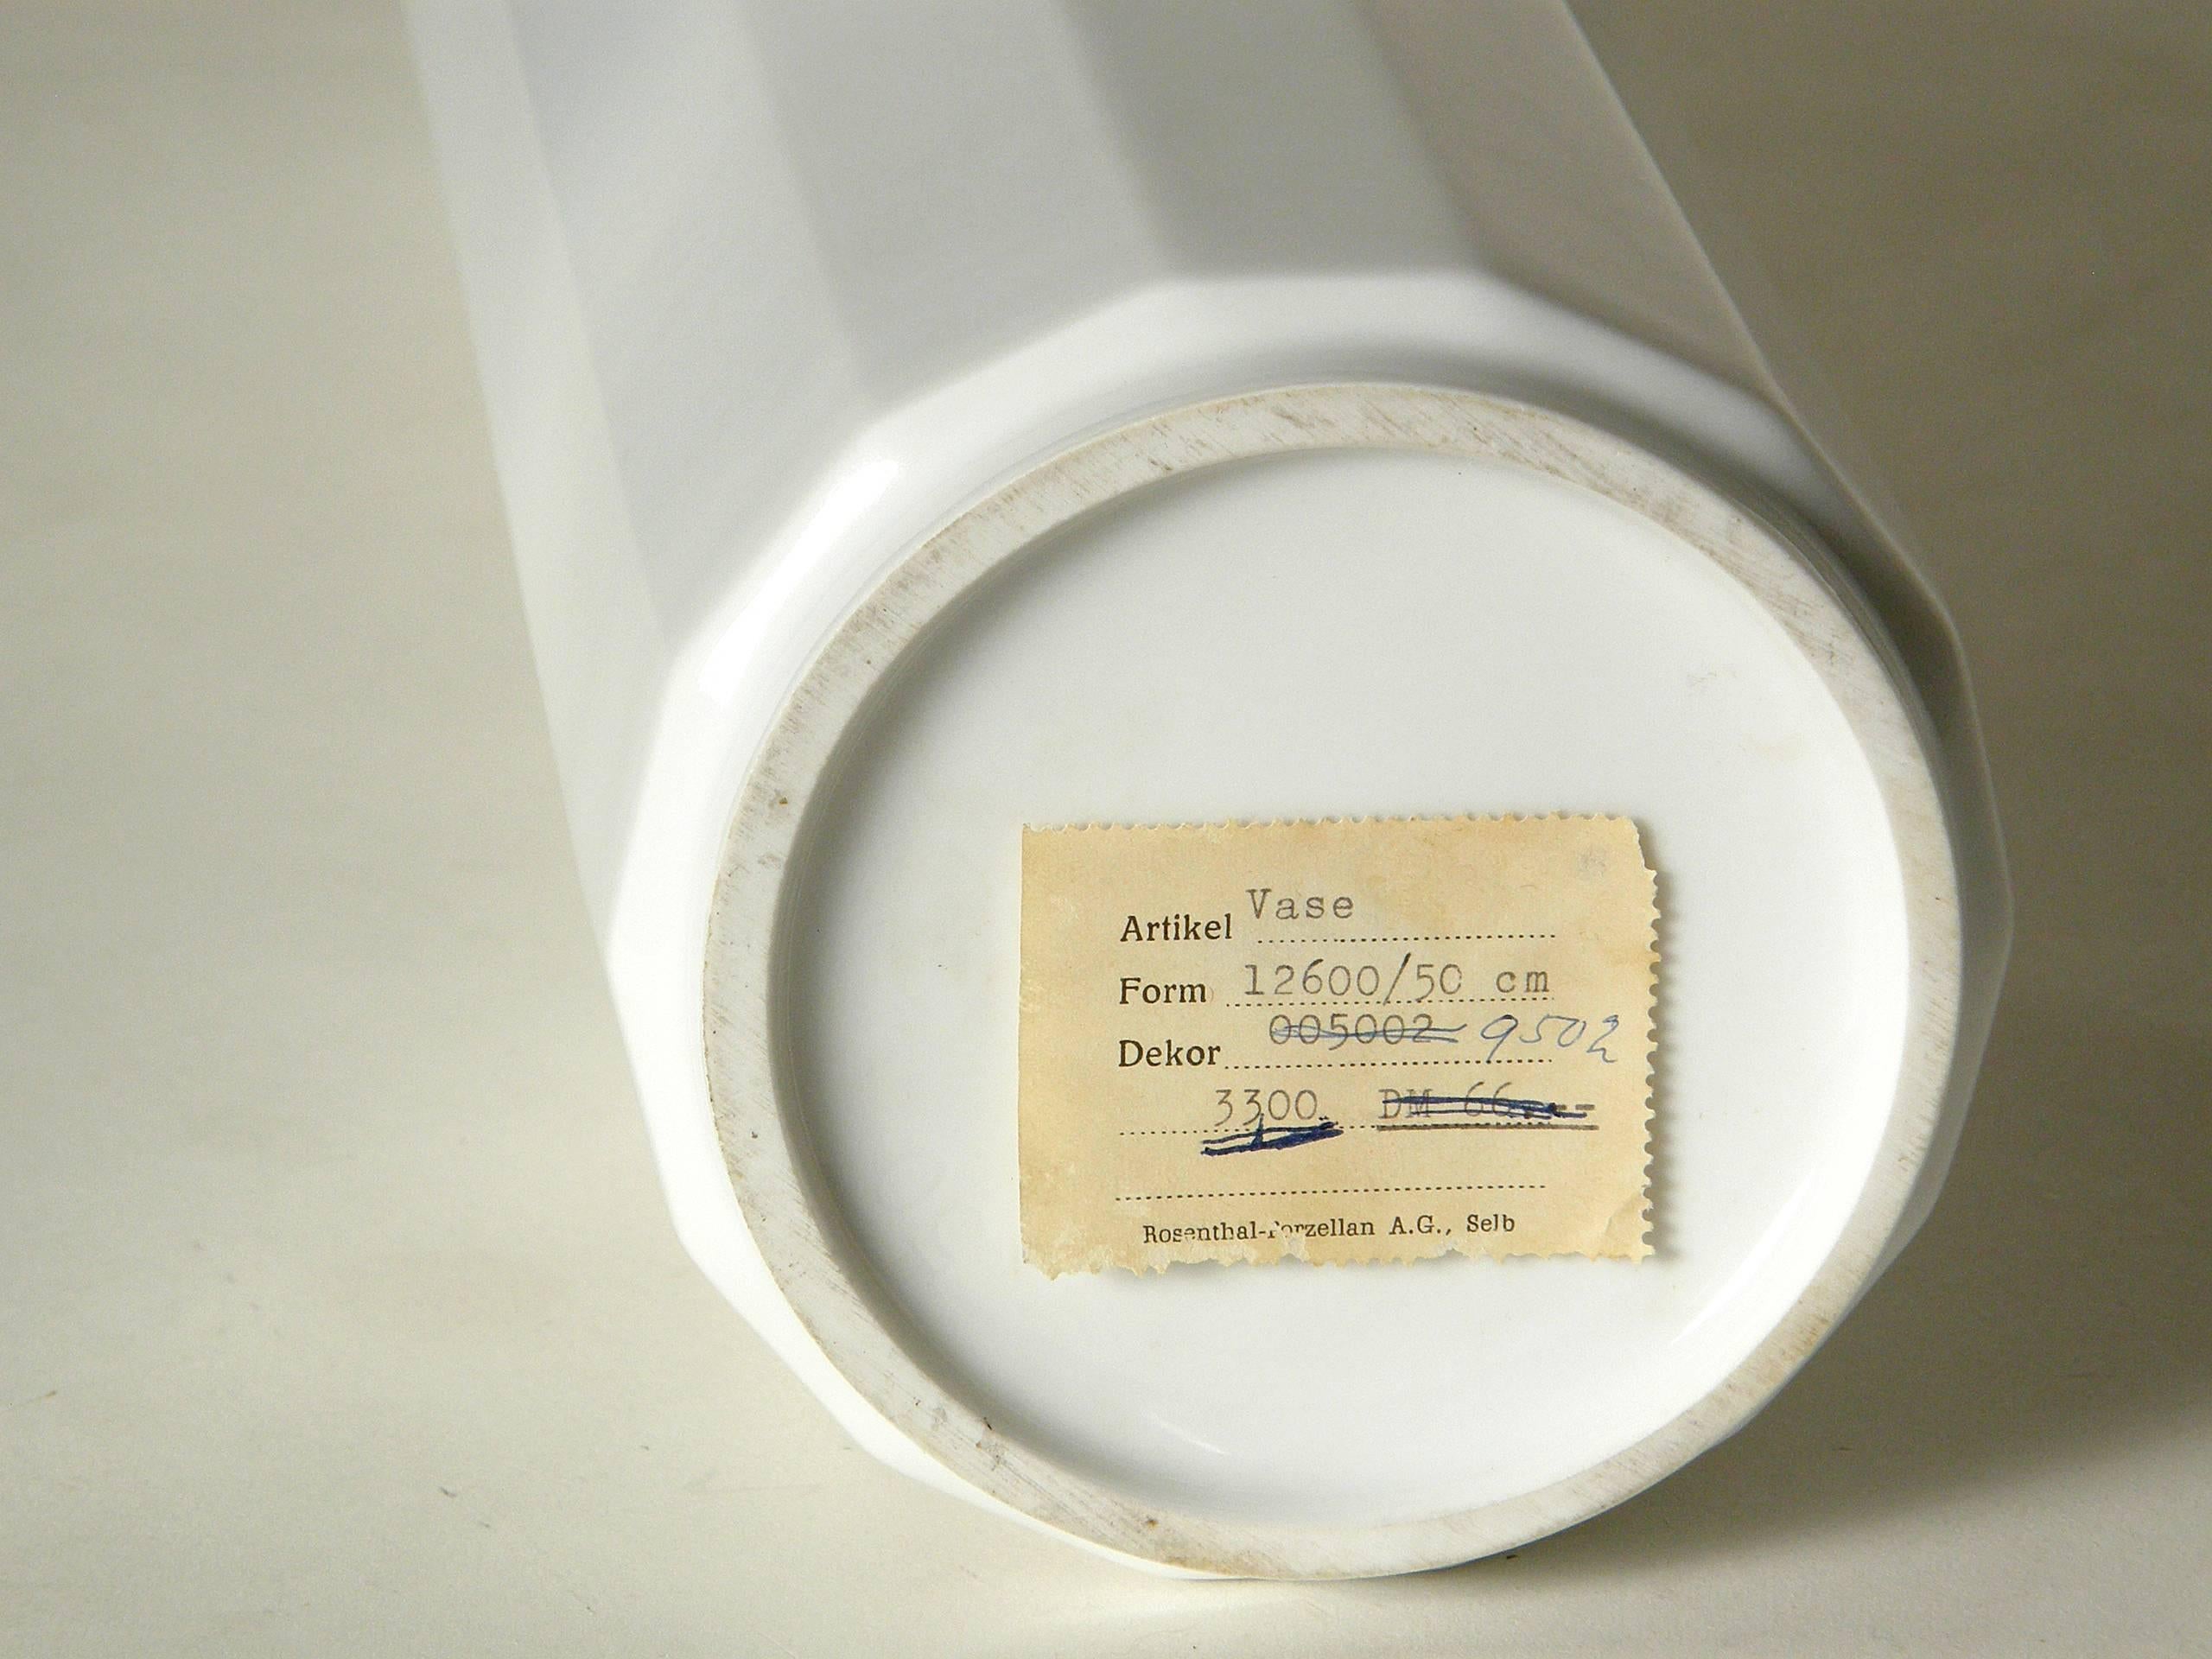 Artikel Vase
Form 12600/50 cm
Dekor 005002 9502
3300 DM 66.--
Rosenthal-Porzellan A.G., Selb